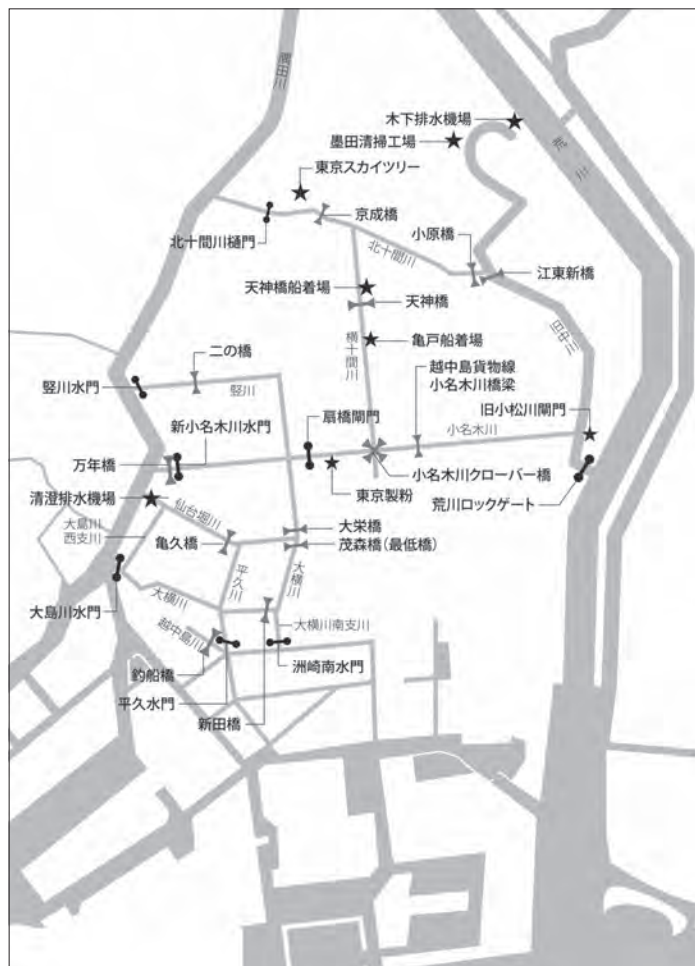 隅田川
木下排水機場
墨田清掃工場
荒川
東京スカイツリー
京成橋
小原橋
北十間川樋門
北十間川
江東新橋
天神橋船着場
天神橋
旧中川
横十間川
亀戸船着場
二の橋
越中島貨物線
小名木川橋梁
竪川水門
竪川
扇橋閘門
旧小松川閘門
新小名木川水門
小名木川
万年橋
小名木川クローバー橋
東京製粉
荒川ロックゲート
清澄排水機場
仙台堀川
大島川
西支川
大栄橋
亀久橋
茂森橋(最低橋)
平久川
大横川
大横川
大島川水門
大横川南支川
越中島川
釣船橋
洲崎南水門
平久水門
新田橋